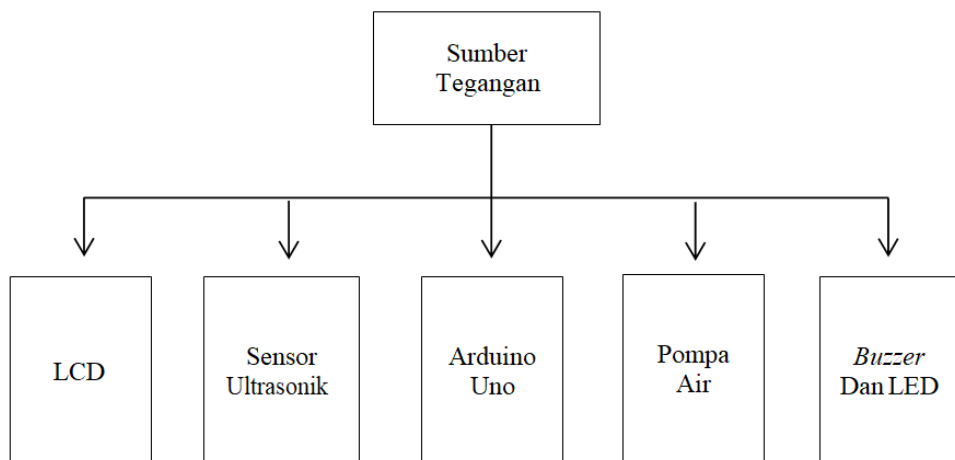 Sumber
Tegangan
LCD
Sensor
Ultrasonik
Arduino
Uno
Pompa
Air
Buzzer
Dan LED